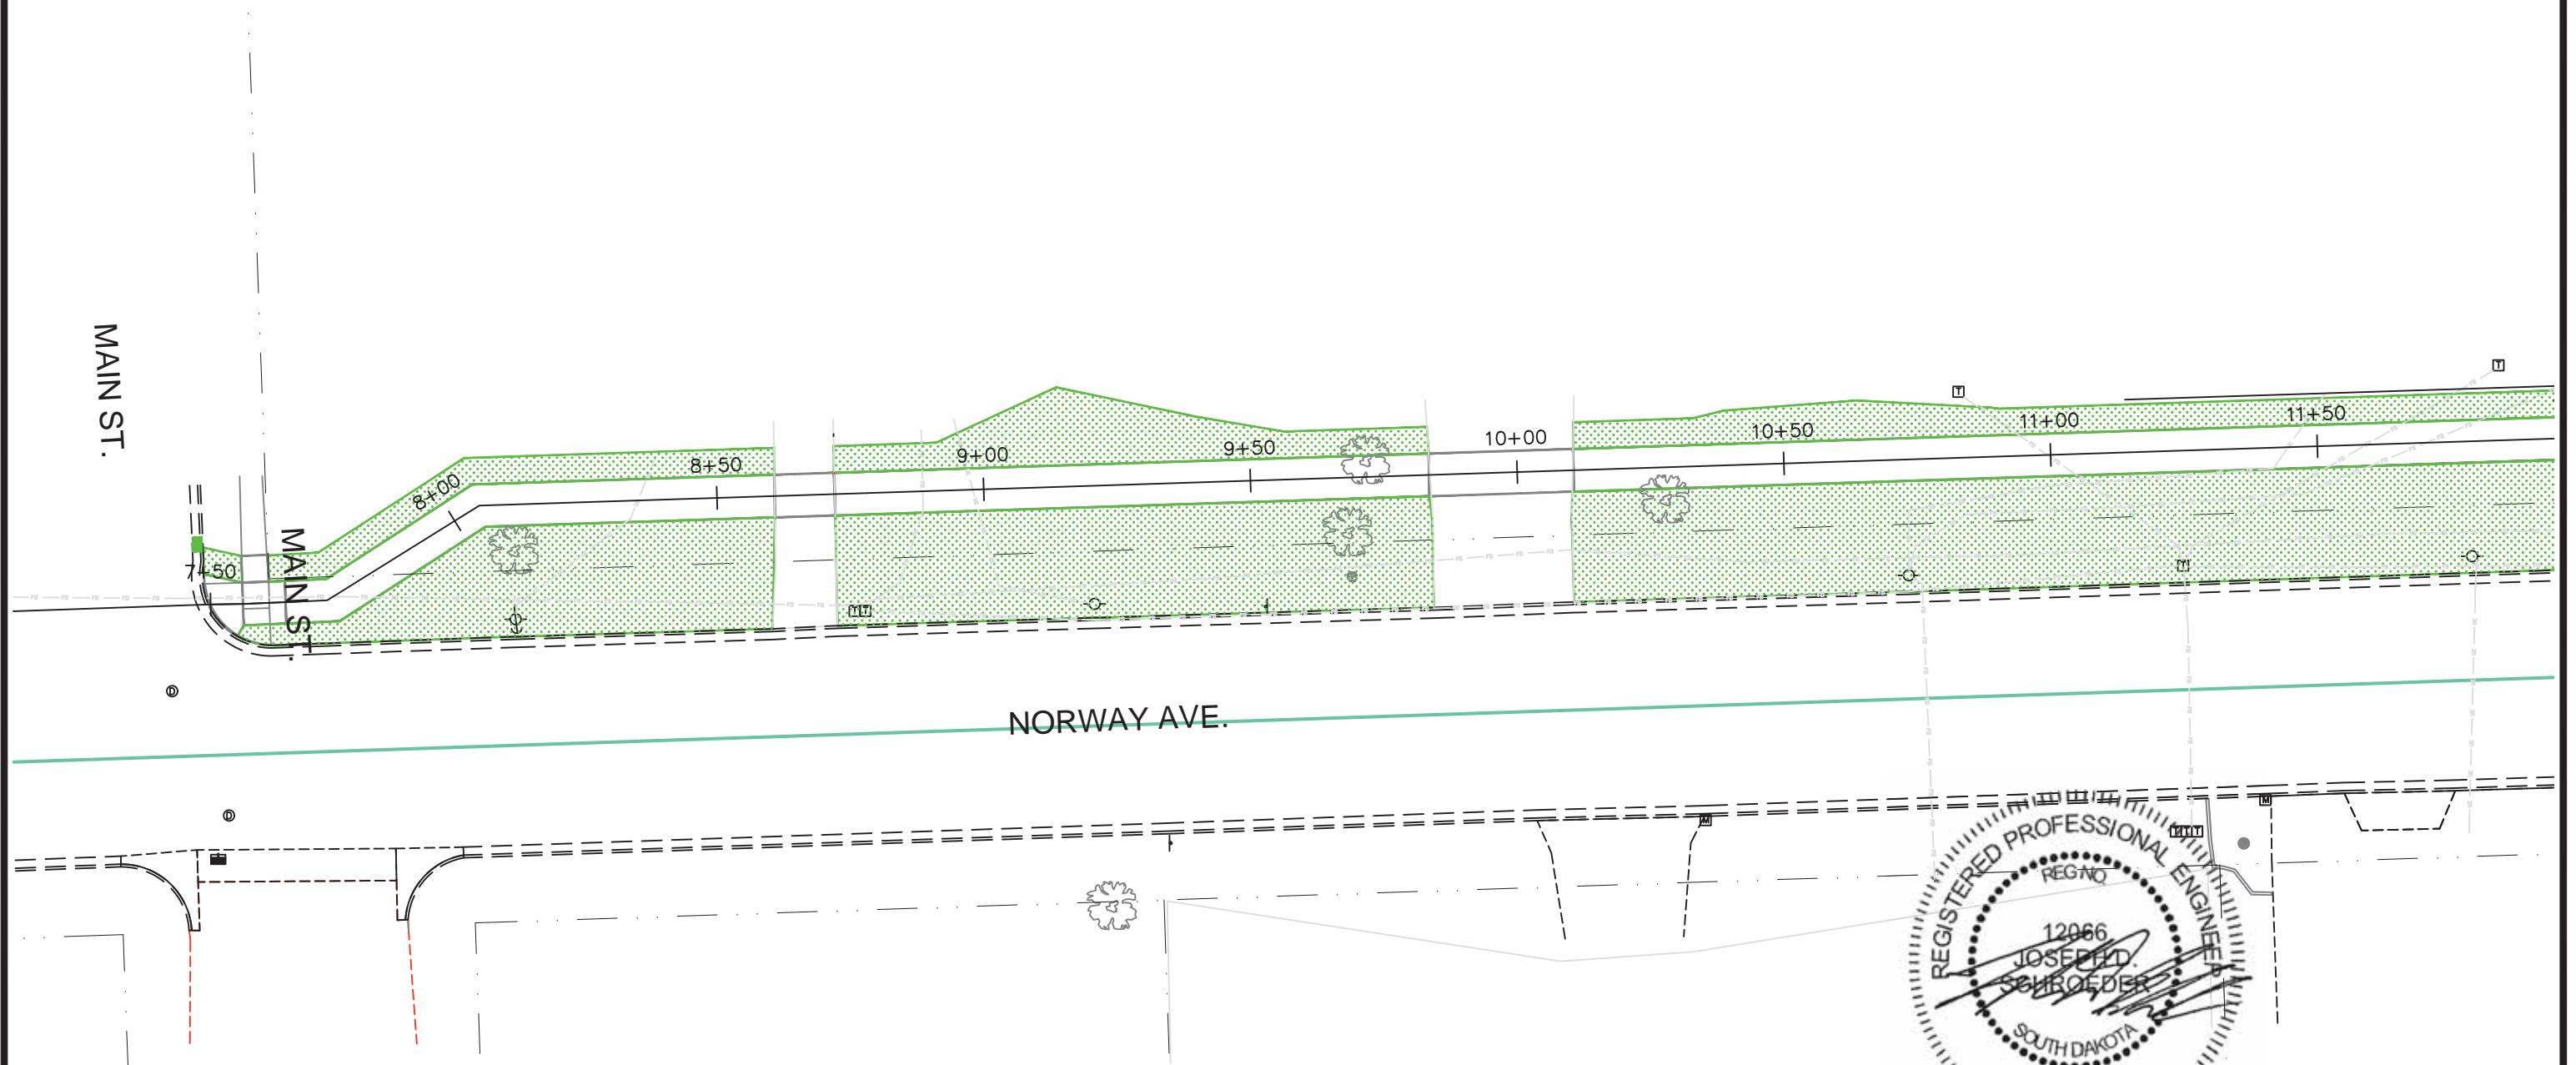 MAIN ST.
MAIN ST.
7+50
8+00
8+50
9+00
9+50
10+00
10+50
11+00
11+50
T
T
T
T
D
D
NORWAY AVE.
M
M
T
T
REGISTERED PROFESSIONAL ENGINEER
REG NO.
12066
JOSEPH D.
SCHROEDER
SOUTH DAKOTA